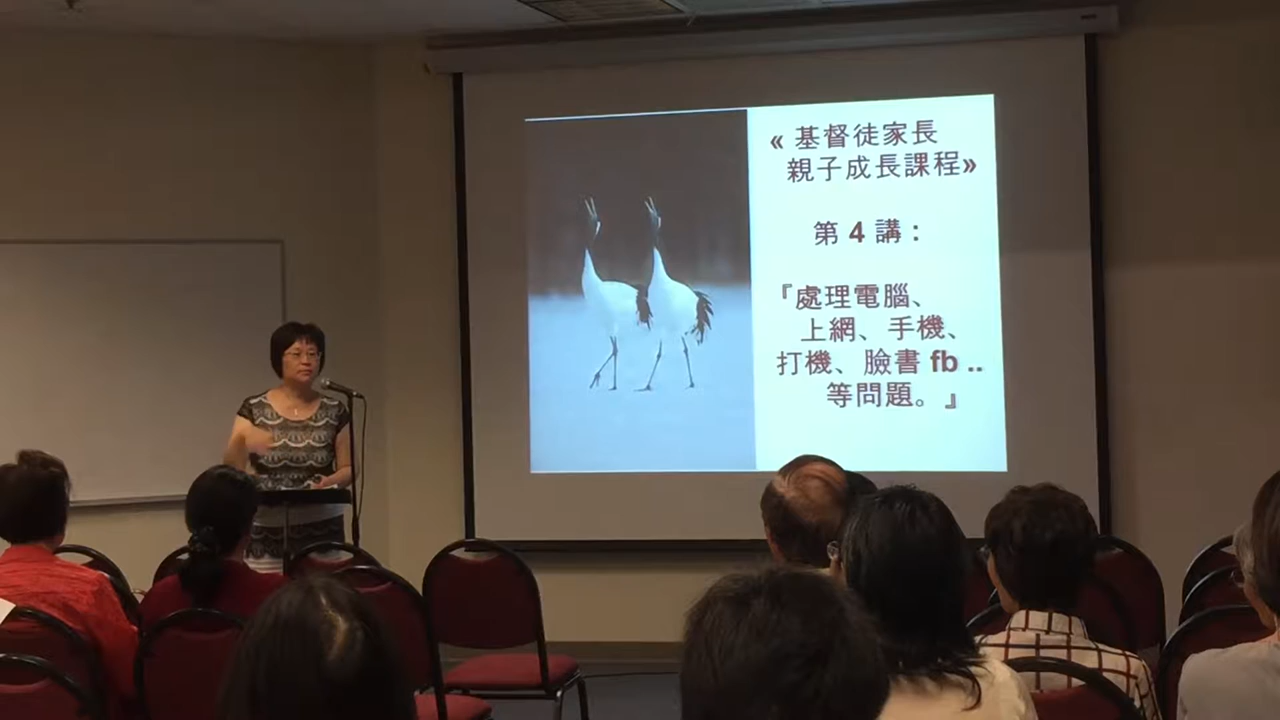 «基督徒家長
親子成長課程»
第 4 講：
『處理電腦、
上網、手機、
打機、臉書 fb ..
等問題。』